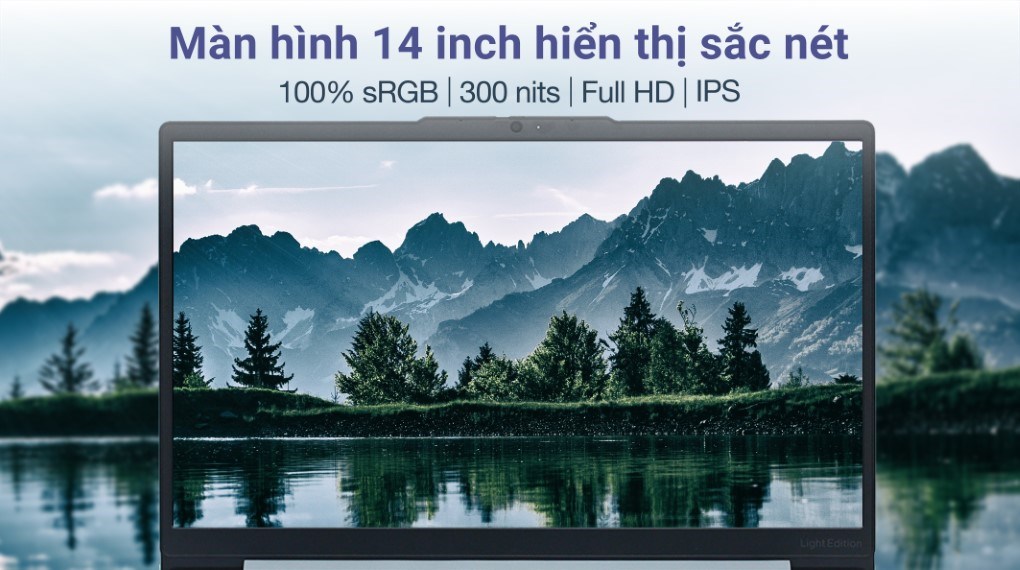 Màn hình 14 inch hiển thị sắc nét
100% sRGB | 300 nits | Full HD | IPS
Light Edition